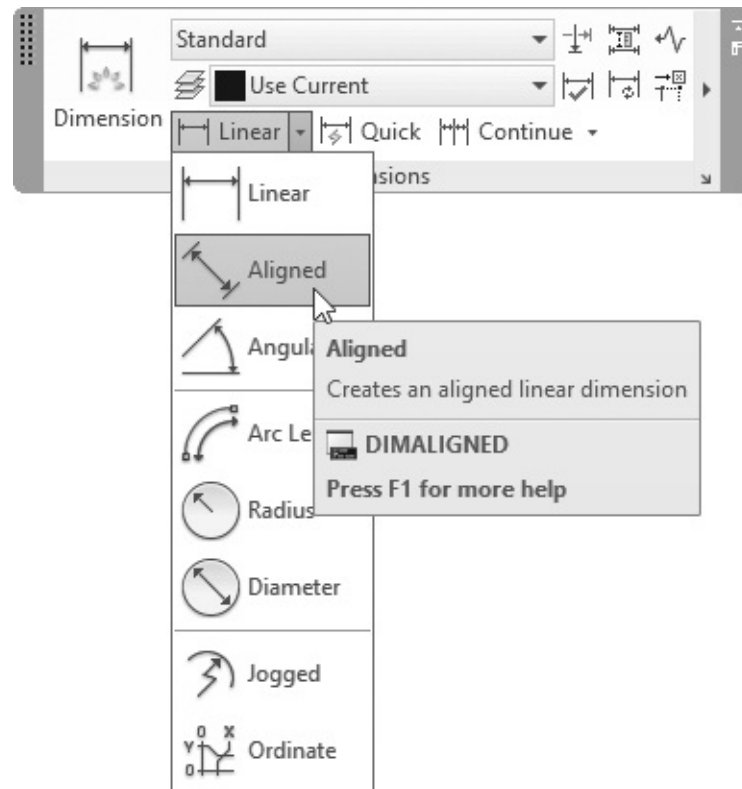 Standard
Use Current
Dimension
Linear Quick Continue
Linear
Aligned
Aligned
Creates an aligned linear dimension
DIMALIGNED
Press F1 for more help
Radius
Diameter
Jogged
Ordinate